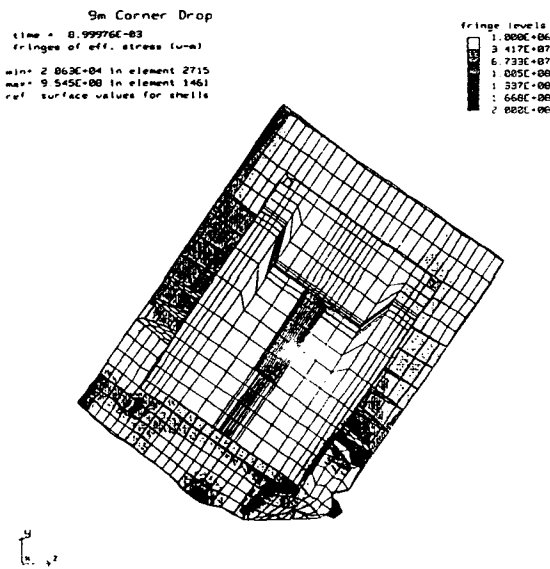 9m Corner Drop
time = 8.99976E-03
fringes of eff. stress (v-m)
min= 2.063E+04 in element 2715
max= 9.545E+08 in element 1461
ref. surface values for shells
fringe levels
1.000E+06
3.417E+07
6.733E+07
1.005E+08
1.337E+08
1.668E+08
2.000E+08
y
x
z